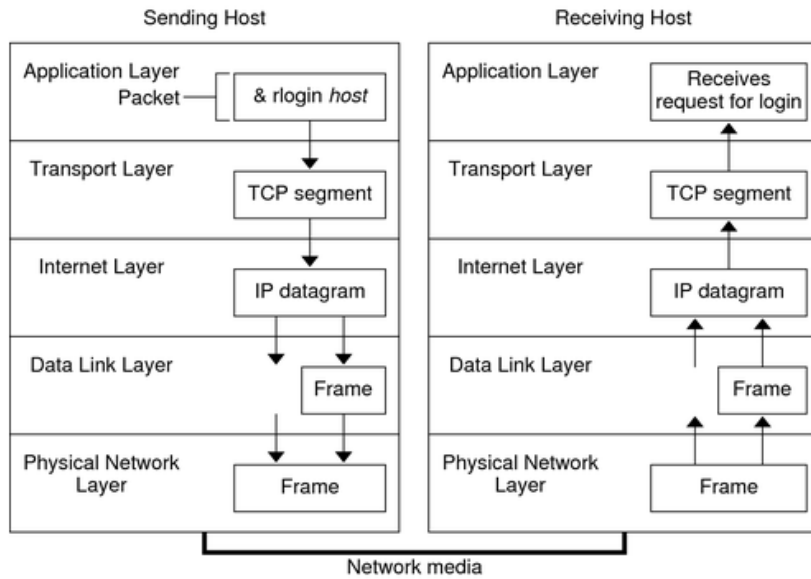 Sending Host
Application Layer
Packet
& rlogin host
Transport Layer
TCP segment
Internet Layer
IP datagram
Data Link Layer
Frame
Physical Network
Layer
Frame
Receiving Host
Application Layer
Receives
request for login
Transport Layer
TCP segment
Internet Layer
IP datagram
Data Link Layer
Frame
Physical Network
Layer
Frame
Network media